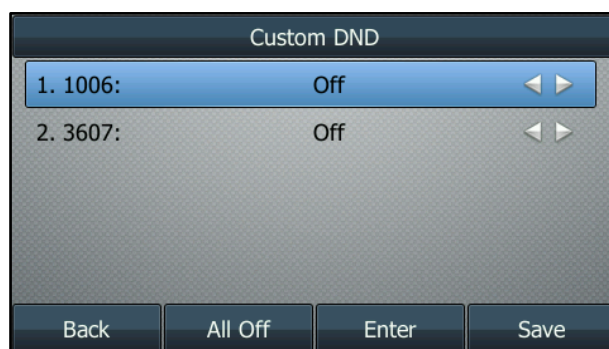 Custom DND
1. 1006: Off
2. 3607: Off
Back All Off Enter Save